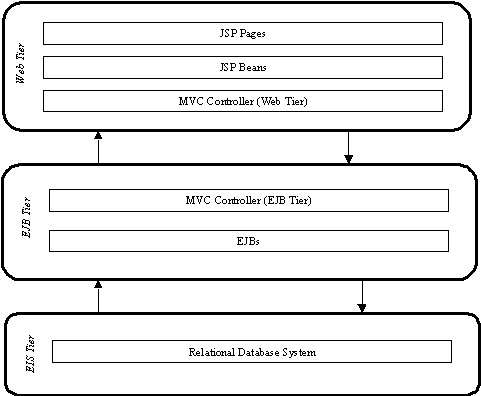 Web Tier
JSP Pages
JSP Beans
MVC Controller (Web Tier)
EJB Tier
MVC Controller (EJB Tier)
EJBs
EIS Tier
Relational Database System